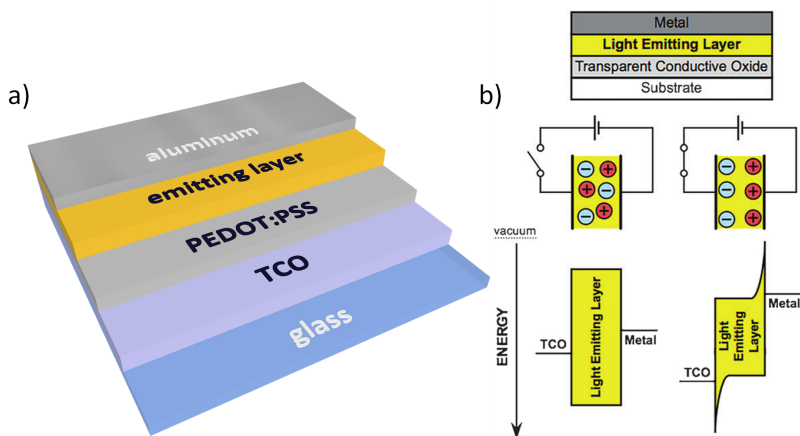 a)
aluminum
emitting layer
PEDOT:PSS
TCO
glass
b)
Metal
Light Emitting Layer
Transparent Conductive Oxide
Substrate
− + + − +
− + − + − +
vacuum
ENERGY
TCO
Light Emitting Layer
Metal
TCO
Light
Emitting
Layer
Metal